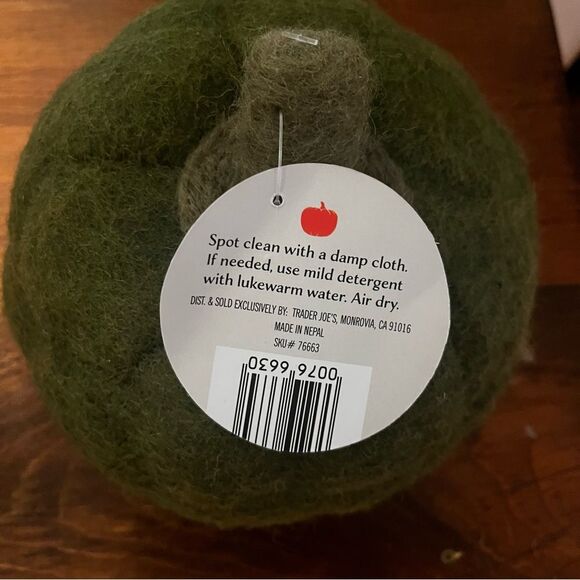 Spot clean with a damp cloth.
If needed, use mild detergent
with lukewarm water. Air dry.
DIST. & SOLD EXCLUSIVELY BY: TRADER JOE'S, MONROVIA, CA 91016
MADE IN NEPAL
SKU# 76663
0076 6630